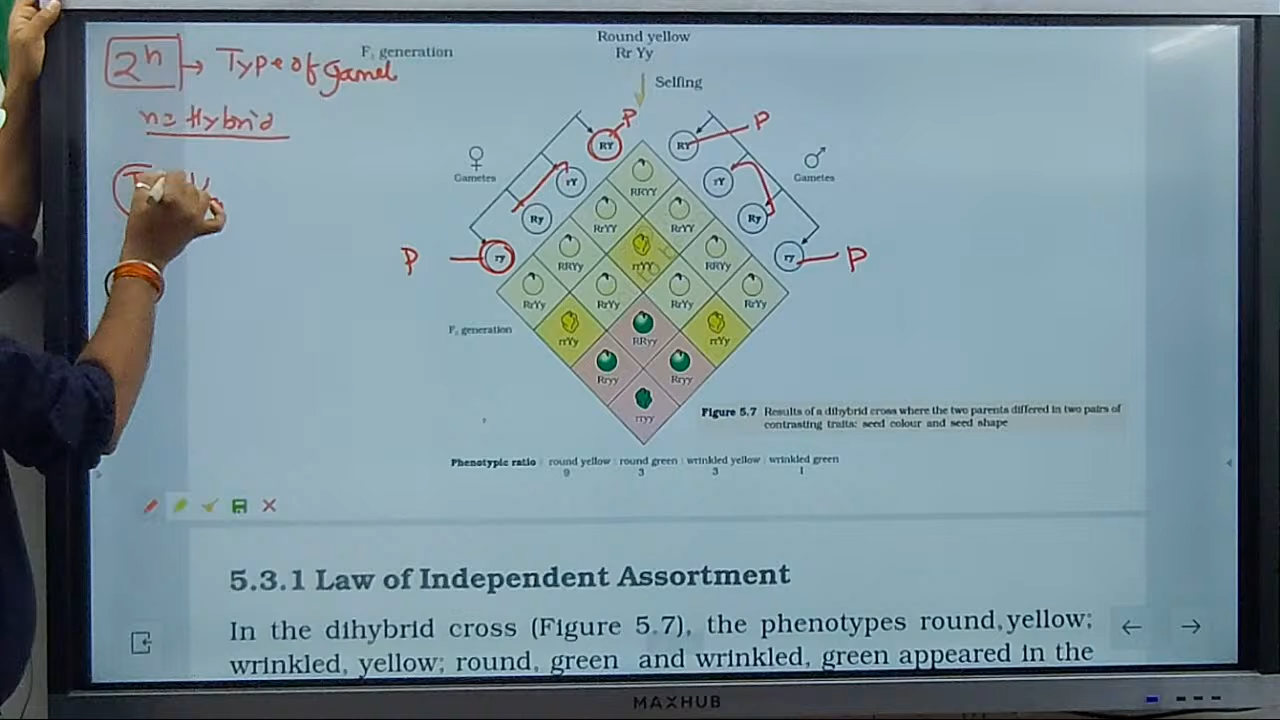 2ⁿ → Type of gamet
n = Hybrid
F₁ generation
Round yellow
Rr Yy
Selfing
♀
Gametes
♂
Gametes
RY P
RY P
rY
rY
Ry
Ry
P ry
ry P
RRYY
RrYY
RrYY
RRYy
rrYY
RRYy
RrYy
RrYy
RrYy
RrYy
rrYy
RRyy
rrYy
Rryy
Rryy
rryy
F₂ generation
Figure 5.7 Results of a dihybrid cross where the two parents differed in two pairs of
contrasting traits: seed colour and seed shape
Phenotypic ratio : round yellow : round green : wrinkled yellow : wrinkled green
9 3 3 1
5.3.1 Law of Independent Assortment
In the dihybrid cross (Figure 5.7), the phenotypes round, yellow;
wrinkled, yellow; round, green and wrinkled, green appeared in the
MAXHUB